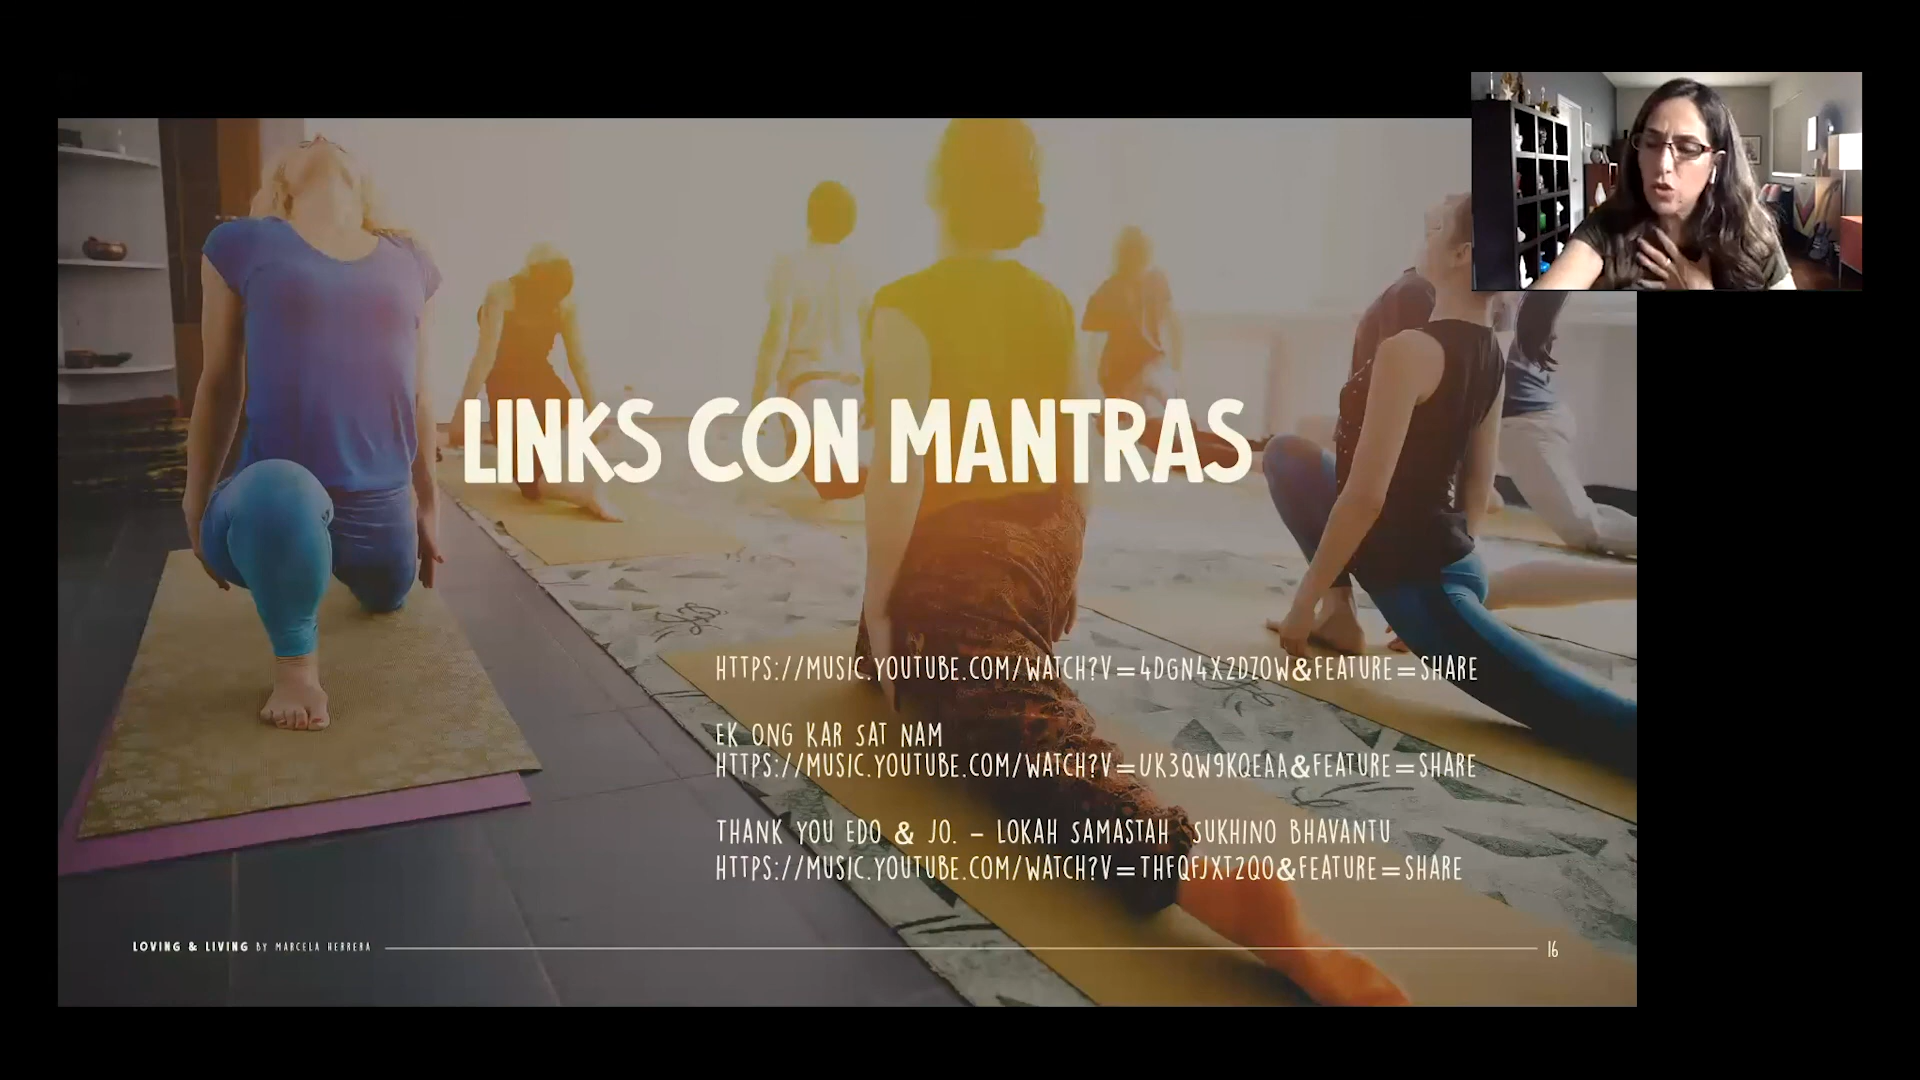 LINKS CON MANTRAS
HTTPS://MUSIC.YOUTUBE.COM/WATCH?V=4DGN4X2DZOW&FEATURE=SHARE
EK ONG KAR SAT NAM
HTTPS://MUSIC.YOUTUBE.COM/WATCH?V=UK3QW9KQEAA&FEATURE=SHARE
THANK YOU EDO & JO. – LOKAH SAMASTAH SUKHINO BHAVANTU
HTTPS://MUSIC.YOUTUBE.COM/WATCH?V=THFQFJXT2QO&FEATURE=SHARE
LOVING & LIVING BY MARCELA HERRERA
16